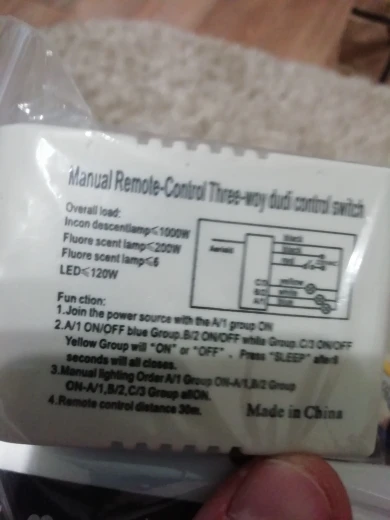 Manual Remote-Control Three-way dudi control switch
Overall load:
Incon descentlamp≤1000W
Fluore scent lamp≤200W
Fluore scent lamp≤6
LED≤120W
Aerials
black
black
red
C/3 yellow
B/2 white
A/1 blue
Fun ction:
1.Join the power source with the A/1 group ON
2.A/1 ON/OFF blue Group.B/2 ON/OFF while Group.C/3 ON/OFF
Yellow Group will "ON" or "OFF" . Press "SLEEP" after
seconds will all closes.
3.Manual lighting Order A/1 Group ON-A/1,B/2 Group
ON-A/1,B/2,C/3 Group allON.
4.Remote control distance 30m.
Made in China